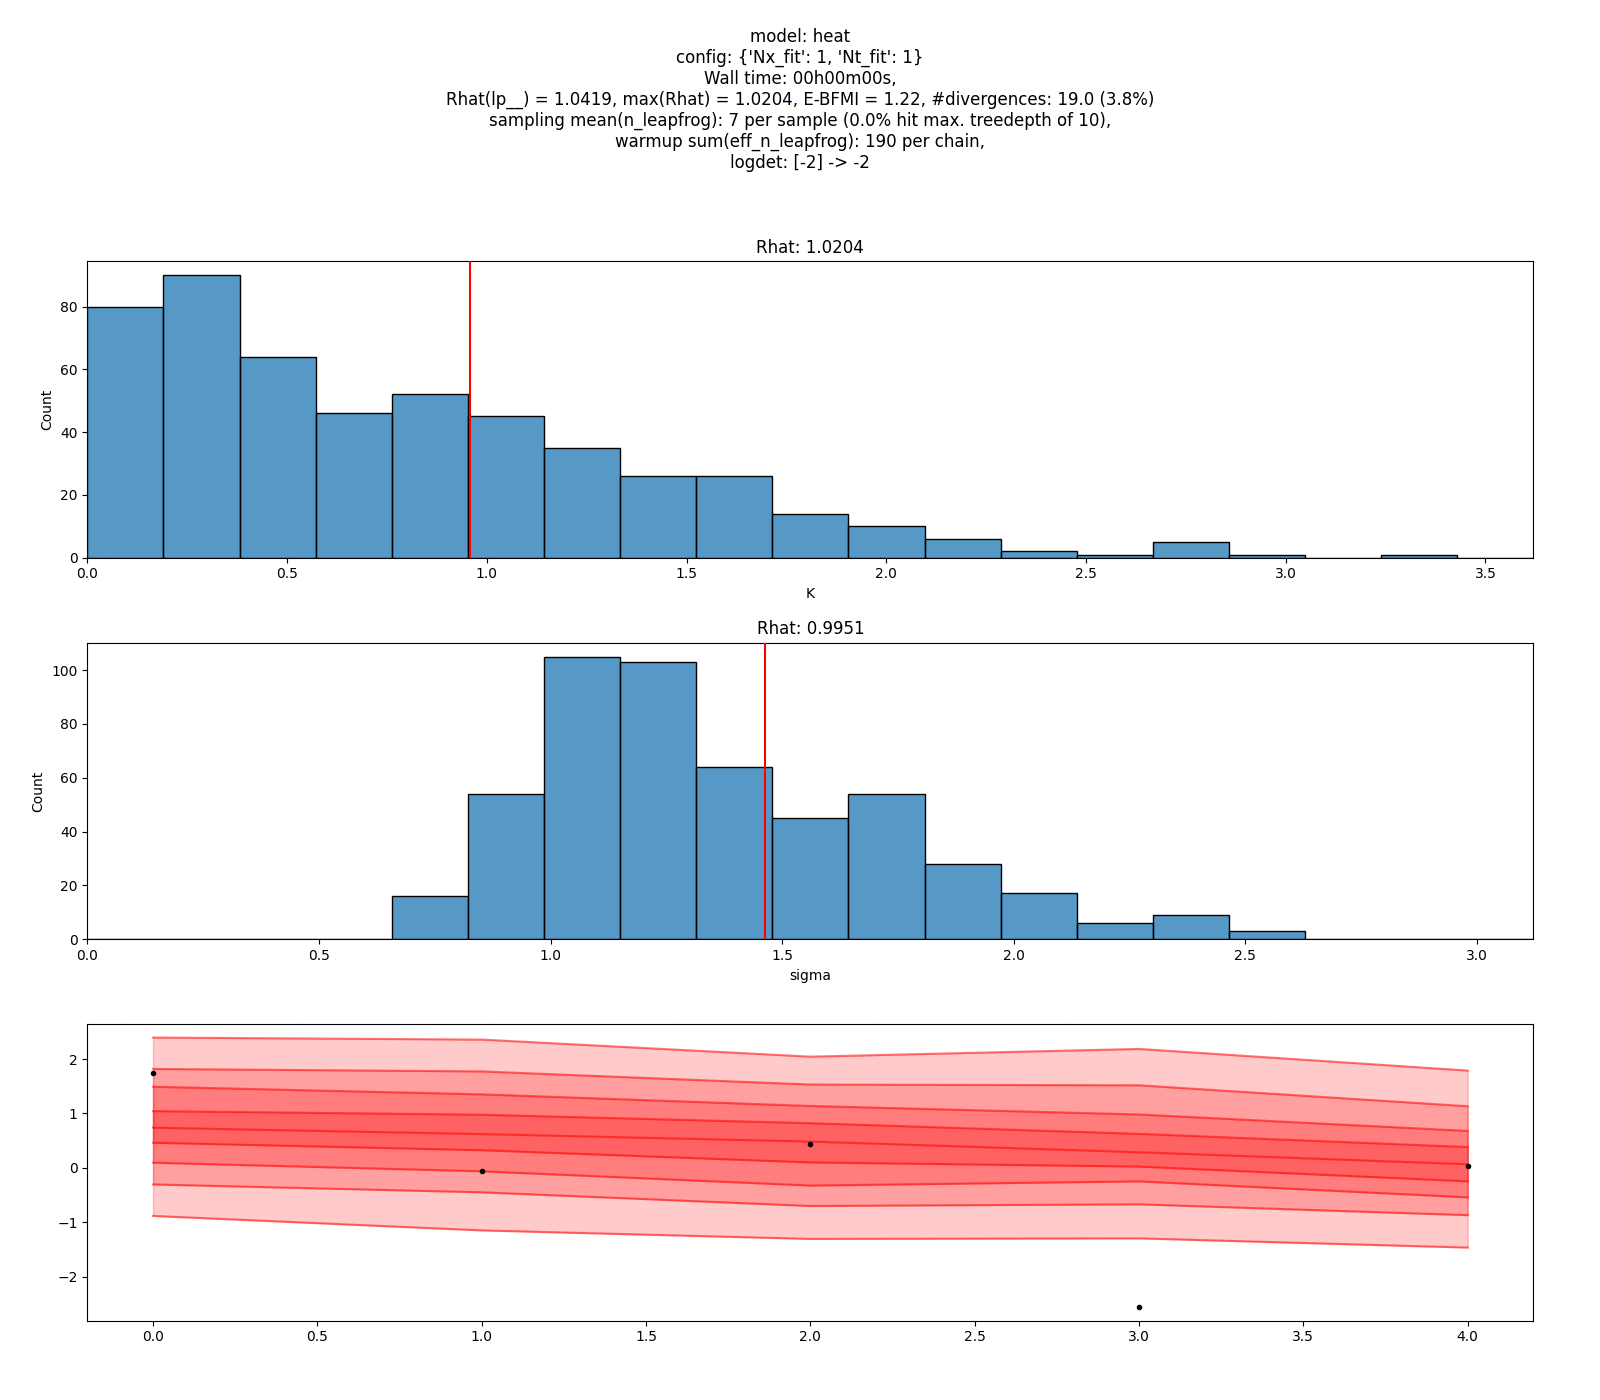 model: heat
config: {'Nx_fit': 1, 'Nt_fit': 1}
Wall time: 00h00m00s,
Rhat(lp__) = 1.0419, max(Rhat) = 1.0204, E-BFMI = 1.22, #divergences: 19.0 (3.8%)
sampling mean(n_leapfrog): 7 per sample (0.0% hit max. treedepth of 10),
warmup sum(eff_n_leapfrog): 190 per chain,
logdet: [-2] -> -2
Rhat: 1.0204
80
60
40
20
0
Count
0.0 0.5 1.0 1.5 2.0 2.5 3.0 3.5
K
Rhat: 0.9951
100
80
60
40
20
0
Count
0.0 0.5 1.0 1.5 2.0 2.5 3.0
sigma
2
1
0
−1
−2
0.0 0.5 1.0 1.5 2.0 2.5 3.0 3.5 4.0